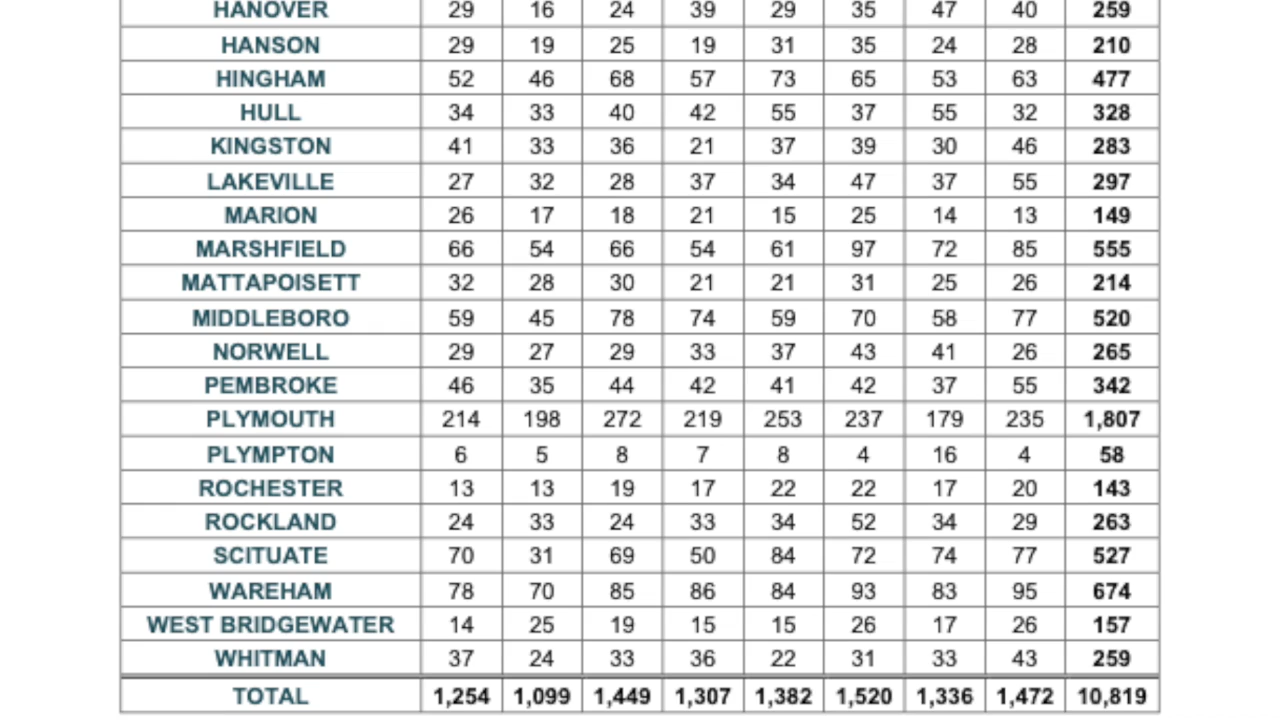 HANOVER 29 16 24 39 29 35 47 40 259
HANSON 29 19 25 19 31 35 24 28 210
HINGHAM 52 46 68 57 73 65 53 63 477
HULL 34 33 40 42 55 37 55 32 328
KINGSTON 41 33 36 21 37 39 30 46 283
LAKEVILLE 27 32 28 37 34 47 37 55 297
MARION 26 17 18 21 15 25 14 13 149
MARSHFIELD 66 54 66 54 61 97 72 85 555
MATTAPOISETT 32 28 30 21 21 31 25 26 214
MIDDLEBORO 59 45 78 74 59 70 58 77 520
NORWELL 29 27 29 33 37 43 41 26 265
PEMBROKE 46 35 44 42 41 42 37 55 342
PLYMOUTH 214 198 272 219 253 237 179 235 1,807
PLYMPTON 6 5 8 7 8 4 16 4 58
ROCHESTER 13 13 19 17 22 22 17 20 143
ROCKLAND 24 33 24 33 34 52 34 29 263
SCITUATE 70 31 69 50 84 72 74 77 527
WAREHAM 78 70 85 86 84 93 83 95 674
WEST BRIDGEWATER 14 25 19 15 15 26 17 26 157
WHITMAN 37 24 33 36 22 31 33 43 259
TOTAL 1,254 1,099 1,449 1,307 1,382 1,520 1,336 1,472 10,819